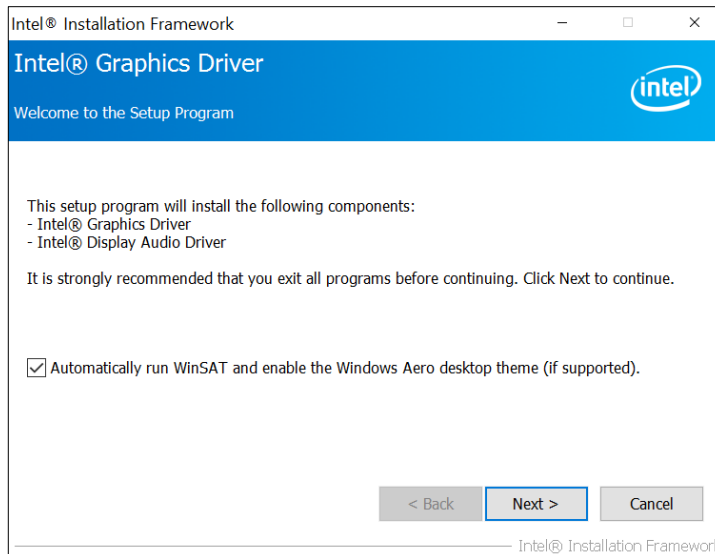 Intel® Installation Framework
Intel® Graphics Driver
intel
Welcome to the Setup Program
This setup program will install the following components:
- Intel® Graphics Driver
- Intel® Display Audio Driver
It is strongly recommended that you exit all programs before continuing. Click Next to continue.
Automatically run WinSAT and enable the Windows Aero desktop theme (if supported).
< Back Next > Cancel
Intel® Installation Framework